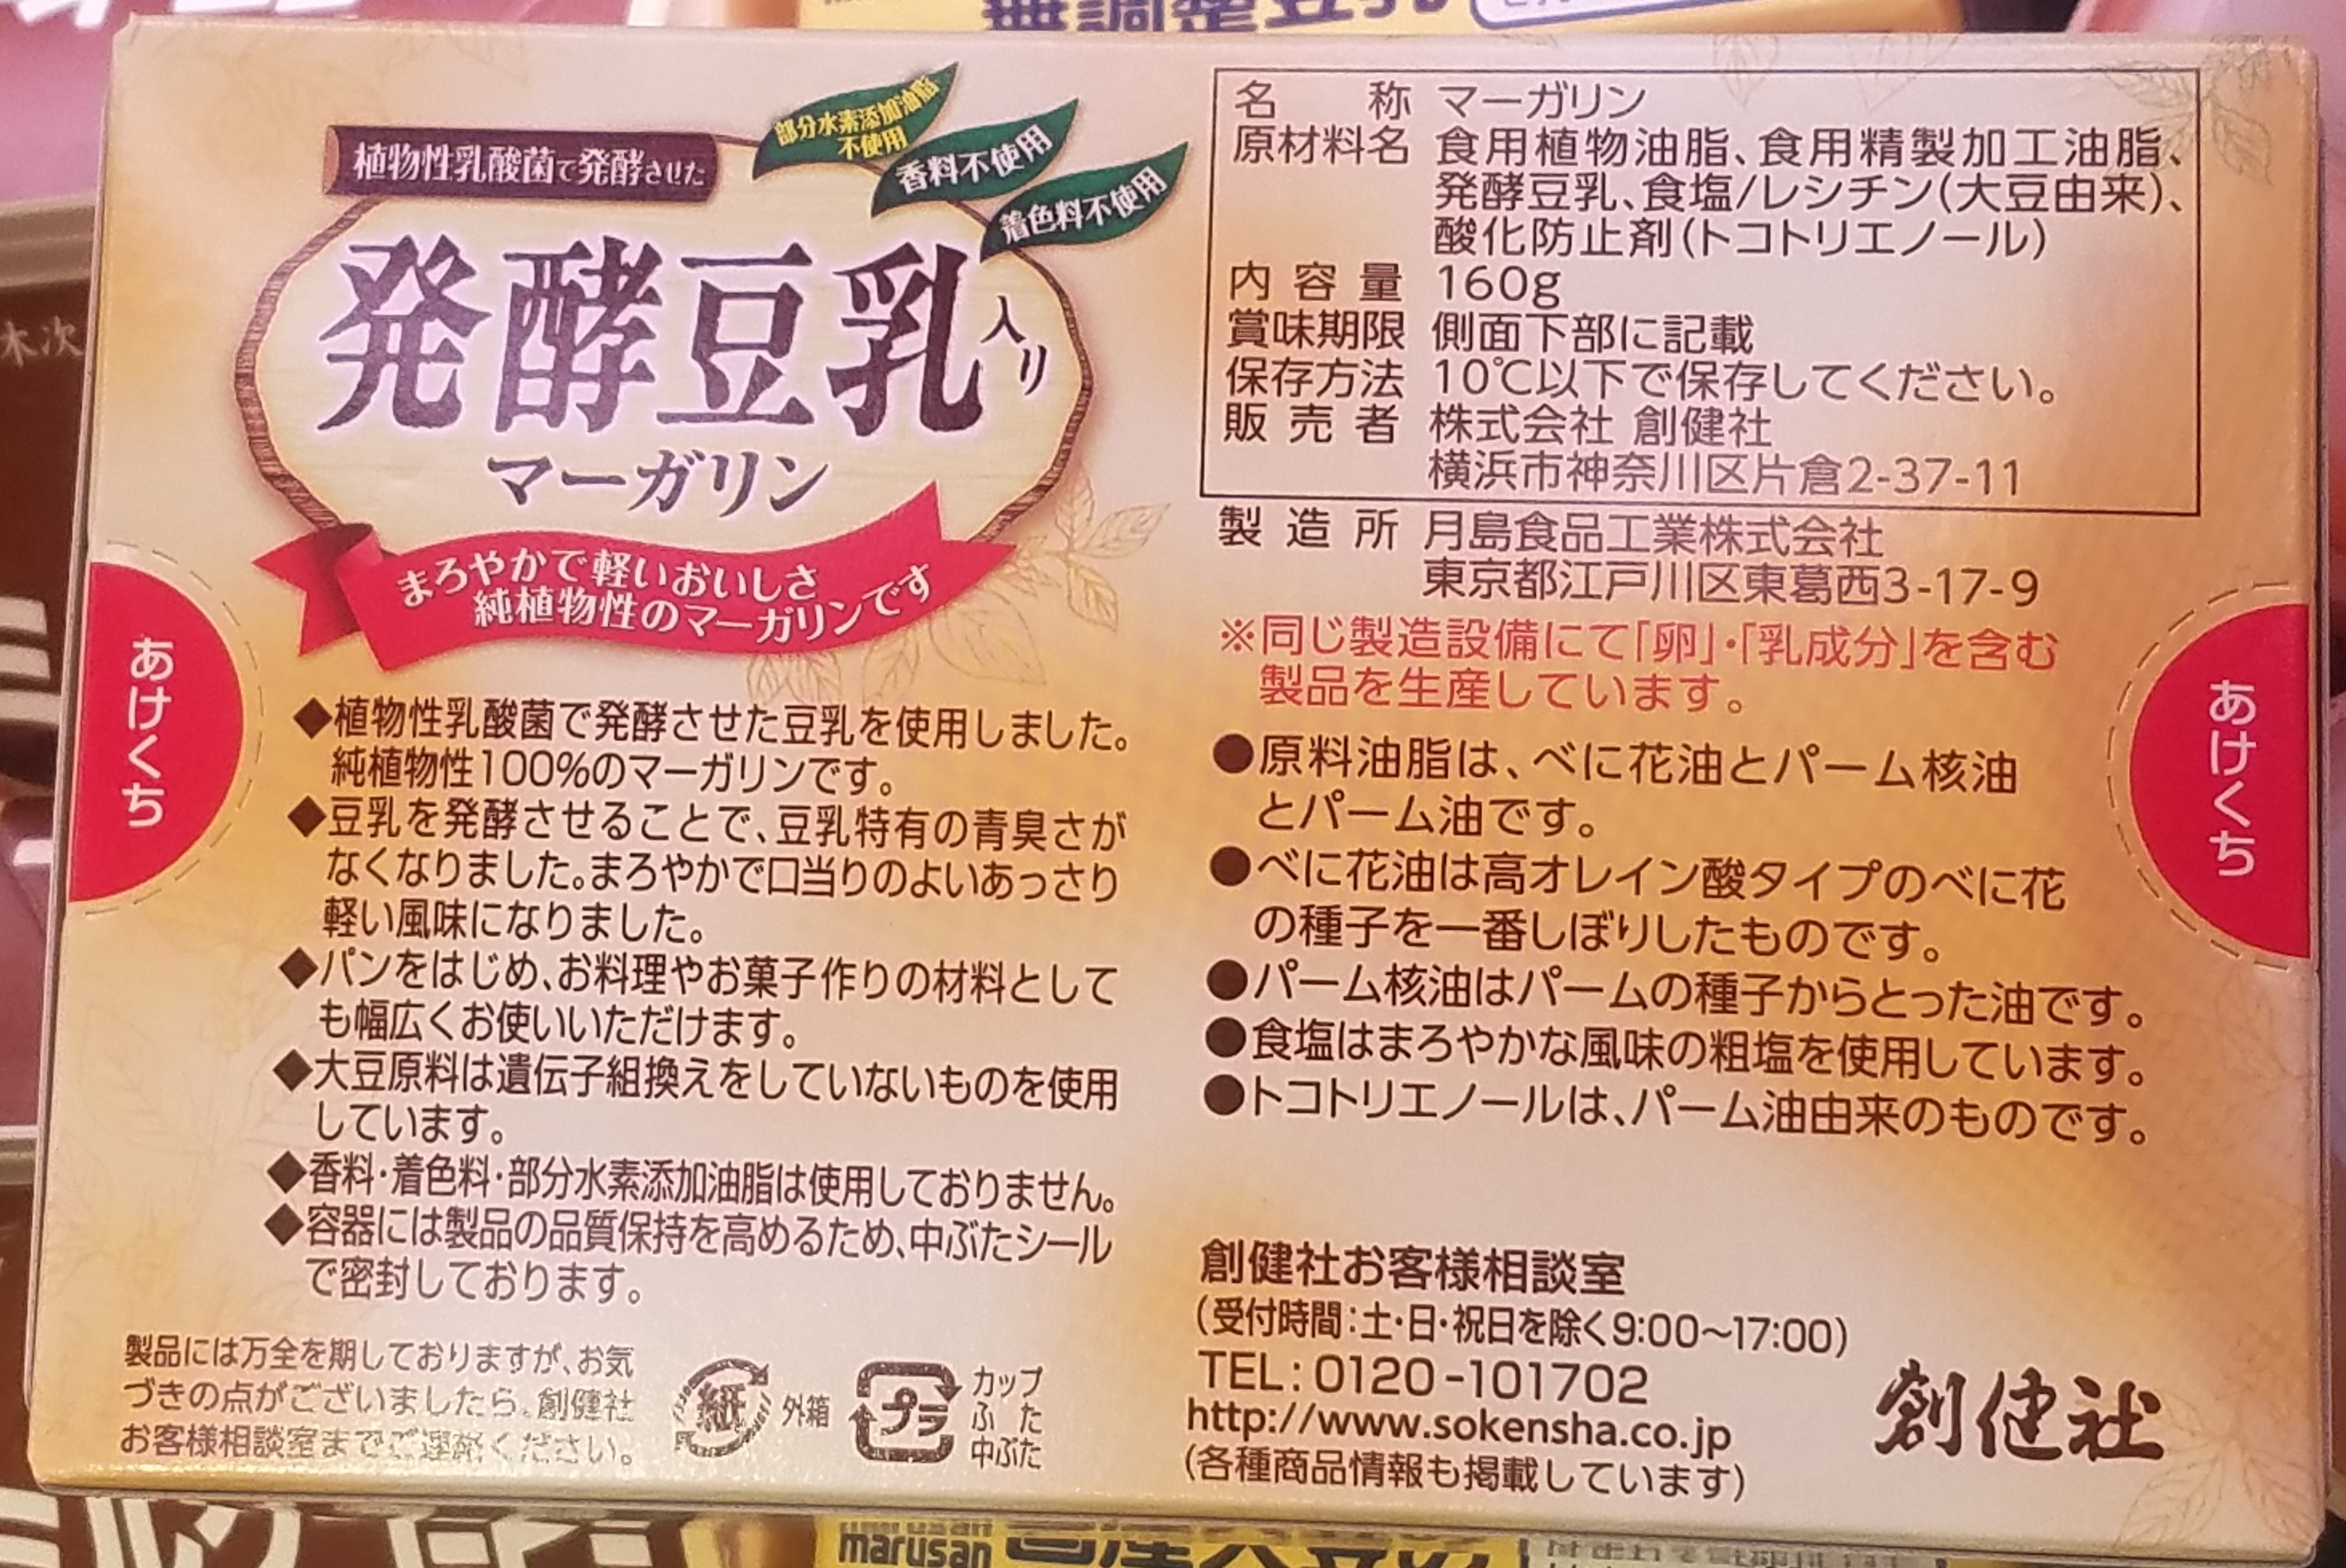 植物性乳酸菌で発酵させた
部分水素添加油脂
不使用
香料不使用
着色料不使用
発酵豆乳入り
マーガリン
まろやかで軽いおいしさ
純植物性のマーガリンです
あけくち
◆植物性乳酸菌で発酵させた豆乳を使用しました。
純植物性100%のマーガリンです。
◆豆乳を発酵させることで、豆乳特有の青臭さが
なくなりました。まろやかで口当りのよいあっさり
軽い風味になりました。
◆パンをはじめ、お料理やお菓子作りの材料として
も幅広くお使いいただけます。
◆大豆原料は遺伝子組換えをしていないものを使用
しています。
◆香料・着色料・部分水素添加油脂は使用しておりません。
◆容器には製品の品質保持を高めるため、中ぶたシール
で密封しております。
製品には万全を期しておりますが、お気
づきの点がございましたら、創健社
お客様相談室までご連絡ください。
紙 外箱
プラ
カップ
ふた
中ぶた
名称 マーガリン
原材料名 食用植物油脂、食用精製加工油脂、
発酵豆乳、食塩/レシチン(大豆由来)、
酸化防止剤(トコトリエノール)
内容量 160g
賞味期限 側面下部に記載
保存方法 10℃以下で保存してください。
販売者 株式会社 創健社
横浜市神奈川区片倉2-37-11
製造所 月島食品工業株式会社
東京都江戸川区東葛西3-17-9
※同じ製造設備にて「卵」・「乳成分」を含む
製品を生産しています。
●原料油脂は、べに花油とパーム核油
とパーム油です。
●べに花油は高オレイン酸タイプのべに花
の種子を一番しぼりしたものです。
●パーム核油はパームの種子からとった油です。
●食塩はまろやかな風味の粗塩を使用しています。
●トコトリエノールは、パーム油由来のものです。
あけくち
創健社お客様相談室
(受付時間:土・日・祝日を除く9:00〜17:00)
TEL:0120-101702
http://www.sokensha.co.jp
(各種商品情報も掲載しています)
創健社
木次
marusan